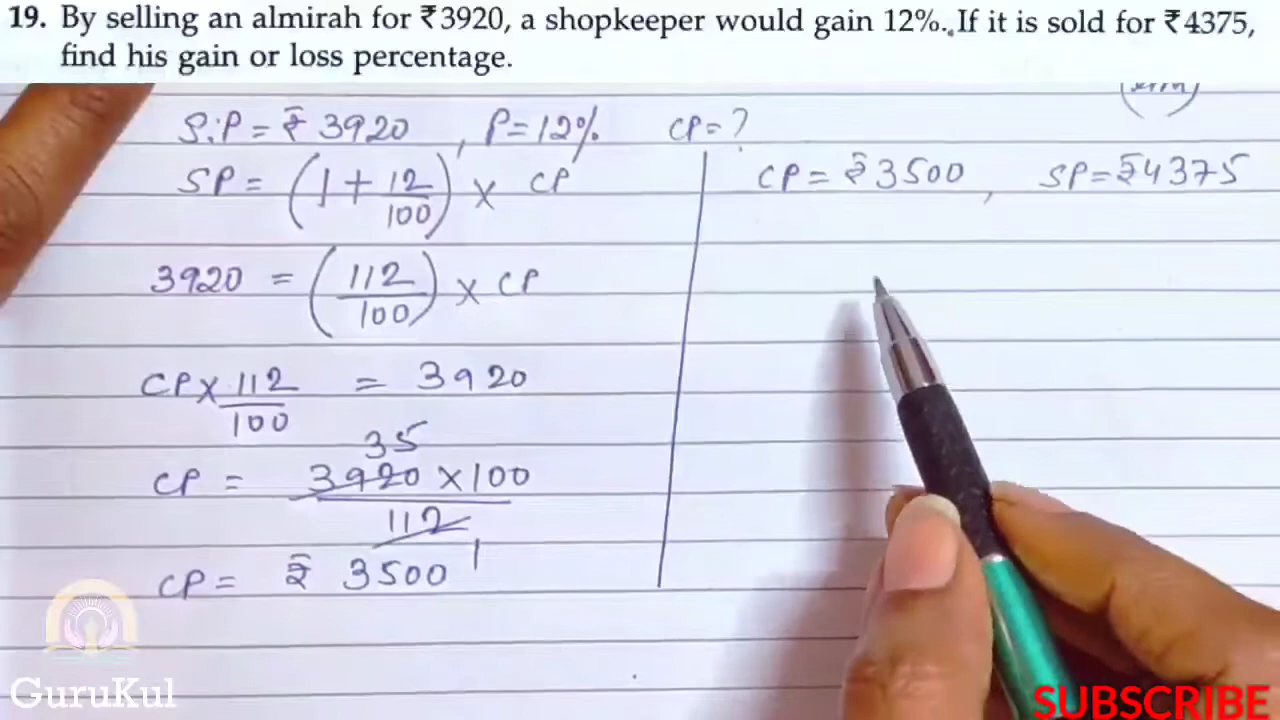 19. By selling an almirah for ₹3920, a shopkeeper would gain 12%. If it is sold for ₹4375,
find his gain or loss percentage.
S.P = ₹ 3920 , P = 12% CP = ?
SP = (1 + 12/100) × CP
3920 = (112/100) × CP
CP × 112/100 = 3920
35
CP = 3920 × 100 / 112
1
CP = ₹ 3500
CP = ₹3500 , SP = ₹4375
GuruKul
SUBSCRIBE